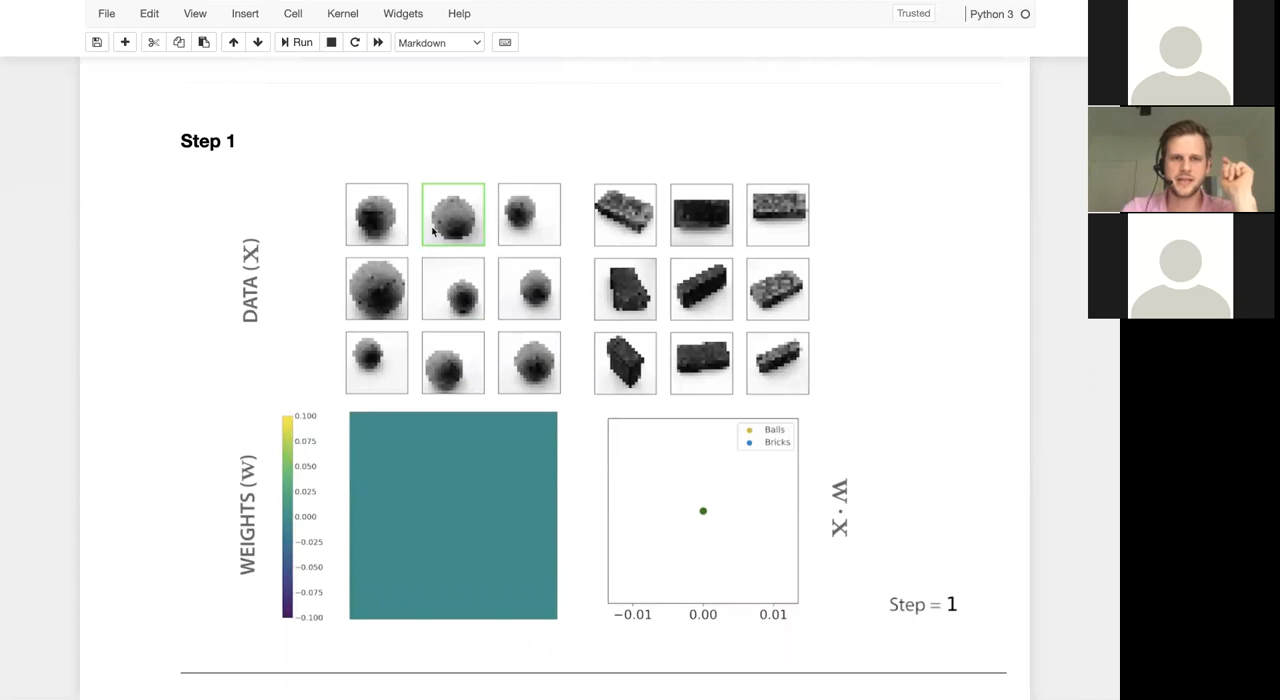 File Edit View Insert Cell Kernel Widgets Help Trusted Python 3
Run Markdown
Step 1
DATA (X)
WEIGHTS (w)
0.100
0.075
0.050
0.025
0.000
−0.025
−0.050
−0.075
−0.100
Balls
Bricks
−0.01 0.00 0.01
W · X
Step = 1